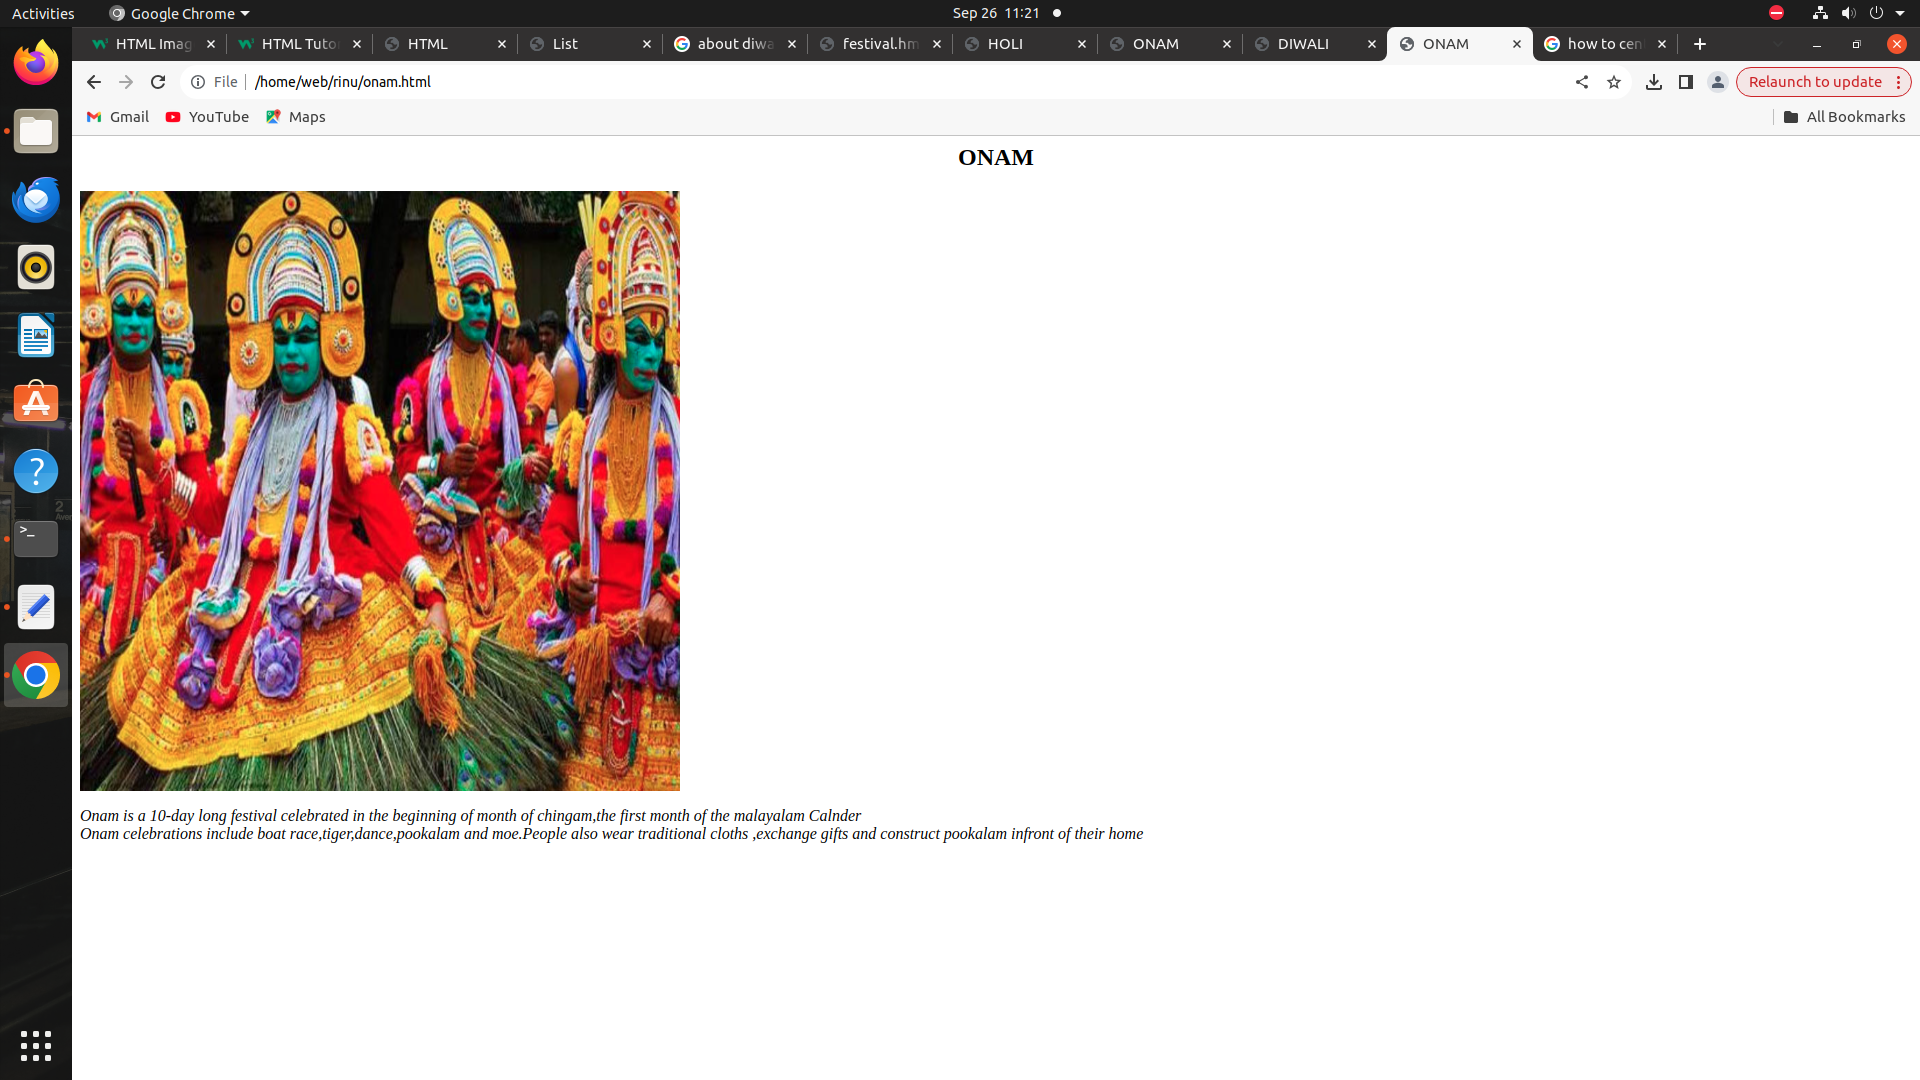 Activities
Google Chrome
Sep 26 11:21
HTML Imag
HTML Tuto
HTML
List
about diwa
festival.hm
HOLI
ONAM
DIWALI
ONAM
how to cen
File
/home/web/rinu/onam.html
Relaunch to update
Gmail
YouTube
Maps
All Bookmarks
ONAM
Onam is a 10-day long festival celebrated in the beginning of month of chingam,the first month of the malayalam Calnder
Onam celebrations include boat race,tiger,dance,pookalam and moe.People also wear traditional cloths ,exchange gifts and construct pookalam infront of their home